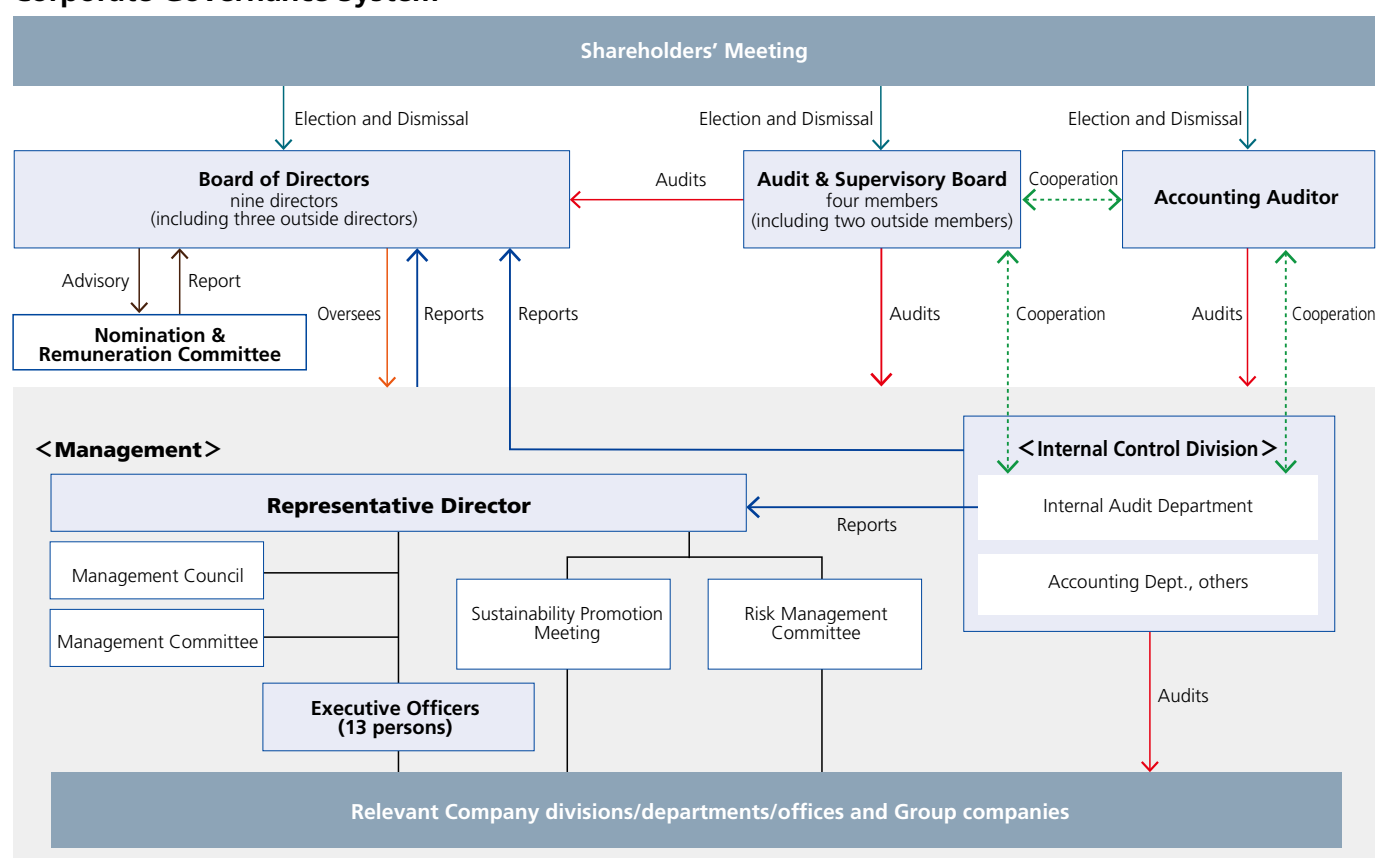 Corporate Governance System
Shareholders’ Meeting
Election and Dismissal
Election and Dismissal
Election and Dismissal
Board of Directors
nine directors
(including three outside directors)
Audits
Audit & Supervisory Board
four members
(including two outside members)
Cooperation
Accounting Auditor
Advisory
Report
Oversees
Reports
Reports
Audits
Cooperation
Audits
Cooperation
Nomination &
Remuneration Committee
<Management>
<Internal Control Division>
Representative Director
Reports
Internal Audit Department
Management Council
Accounting Dept., others
Management Committee
Sustainability Promotion
Meeting
Risk Management
Committee
Executive Officers
(13 persons)
Audits
Relevant Company divisions/departments/offices and Group companies